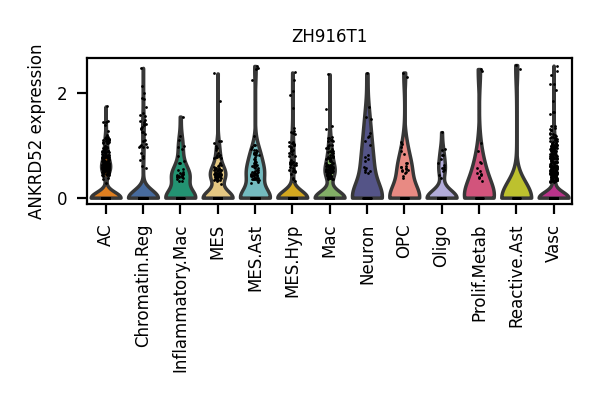 ZH916T1
ANKRD52 expression
2
0
AC
Chromatin.Reg
Inflammatory.Mac
MES
MES.Ast
MES.Hyp
Mac
Neuron
OPC
Oligo
Prolif.Metab
Reactive.Ast
Vasc